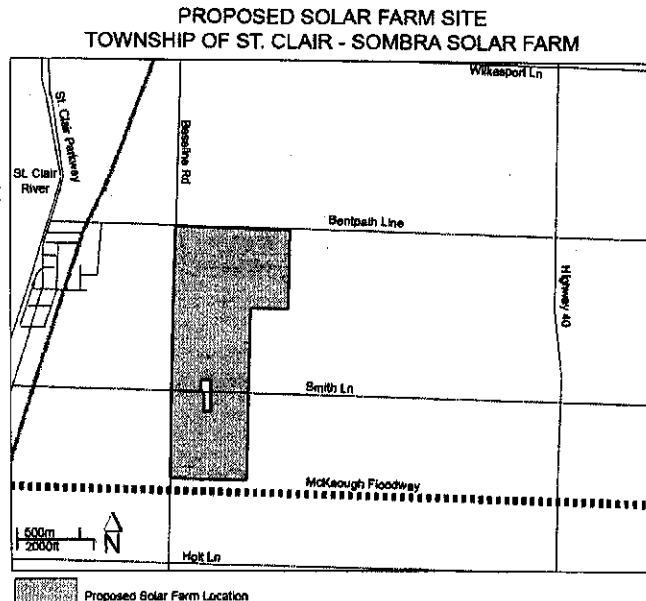 PROPOSED SOLAR FARM SITE
TOWNSHIP OF ST. CLAIR - SOMBRA SOLAR FARM
Wilkesport Ln
St. Clair Parkway
Baseline Rd
St. Clair
River
Bentpath Line
Highway 40
Smith Ln
McKeough Floodway
500m
2000ft
N
Holt Ln
Proposed Solar Farm Location